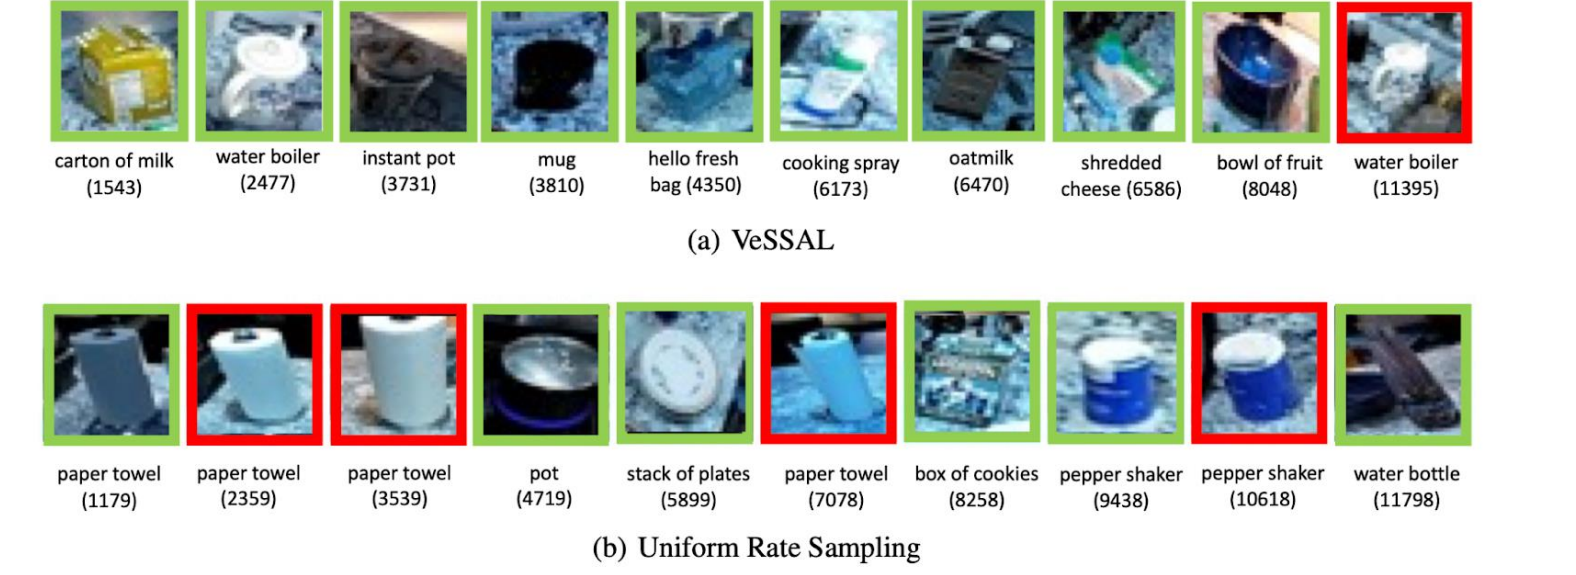 carton of milk
(1543)
water boiler
(2477)
instant pot
(3731)
mug
(3810)
hello fresh
bag (4350)
cooking spray
(6173)
oatmilk
(6470)
shredded
cheese (6586)
bowl of fruit
(8048)
water boiler
(11395)
(a) VeSSAL
paper towel
(1179)
paper towel
(2359)
paper towel
(3539)
pot
(4719)
stack of plates
(5899)
paper towel
(7078)
box of cookies
(8258)
pepper shaker
(9438)
pepper shaker
(10618)
water bottle
(11798)
(b) Uniform Rate Sampling